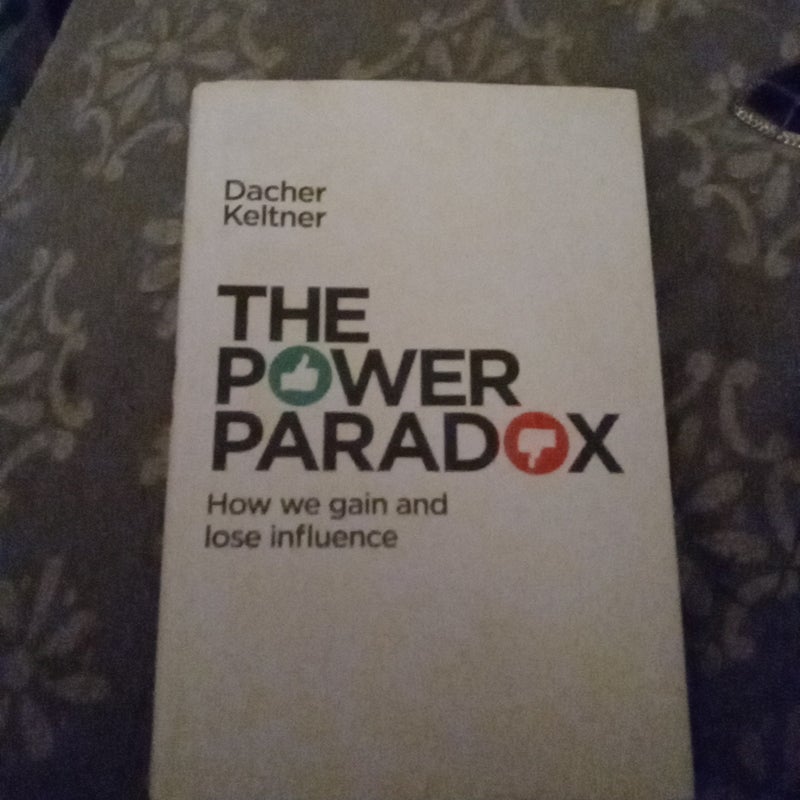 Dacher
Keltner
THE
POWER
PARADOX
How we gain and
lose influence